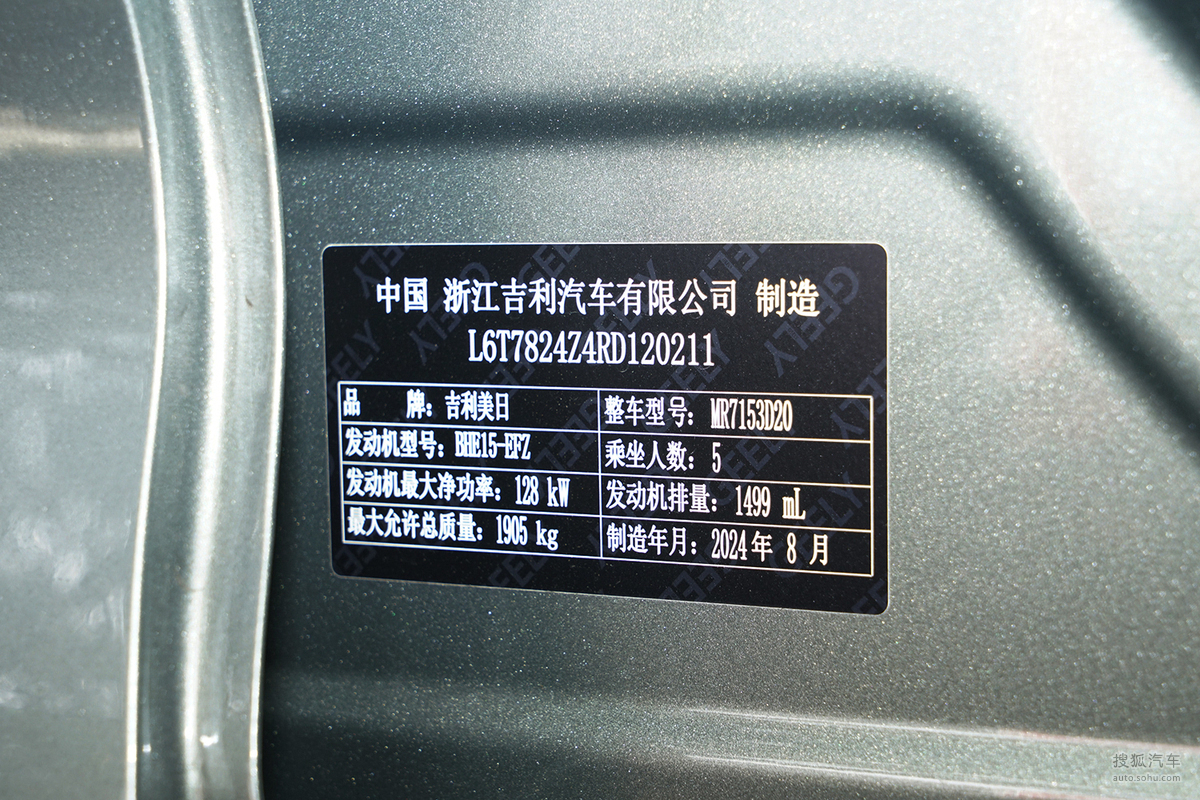 中国 浙江吉利汽车有限公司 制造
L6T7824Z4RD120211
品 牌：吉利美日 整车型号：MR7153D20
发动机型号：BHE15-EFZ 乘坐人数：5
发动机最大净功率：128 kW 发动机排量：1499 mL
最大允许总质量：1905 kg 制造年月：2024年 8 月
搜狐汽车
auto.sohu.com